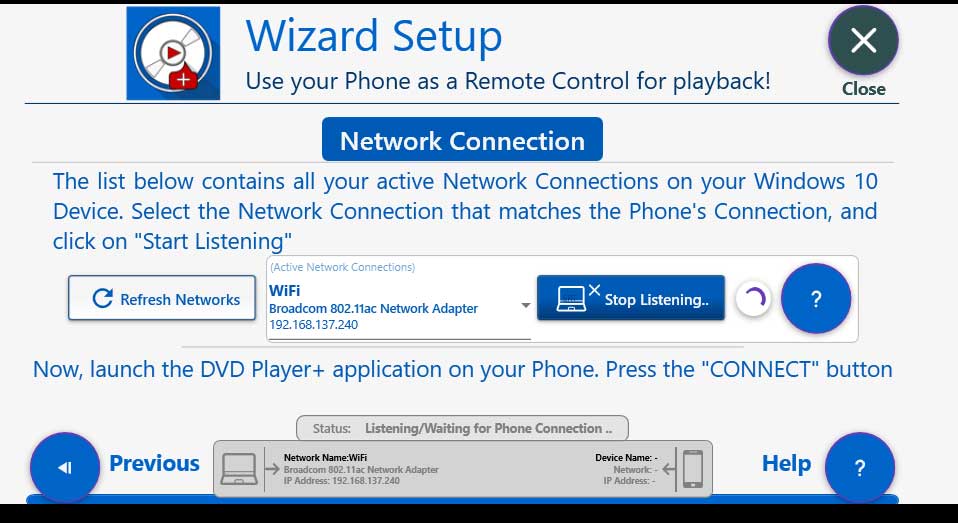 Wizard Setup
Use your Phone as a Remote Control for playback!
Close
Network Connection
The list below contains all your active Network Connections on your Windows 10
Device. Select the Network Connection that matches the Phone's Connection, and
click on "Start Listening"
(Active Network Connections)
Refresh Networks
WiFi
Broadcom 802.11ac Network Adapter
192.168.137.240
Stop Listening..
?
Now, launch the DVD Player+ application on your Phone. Press the "CONNECT" button
Status: Listening/Waiting for Phone Connection ..
Previous
Network Name:WiFi
Broadcom 802.11ac Network Adapter
IP Address: 192.168.137.240
Device Name: -
Network: -
IP Address: -
Help
?